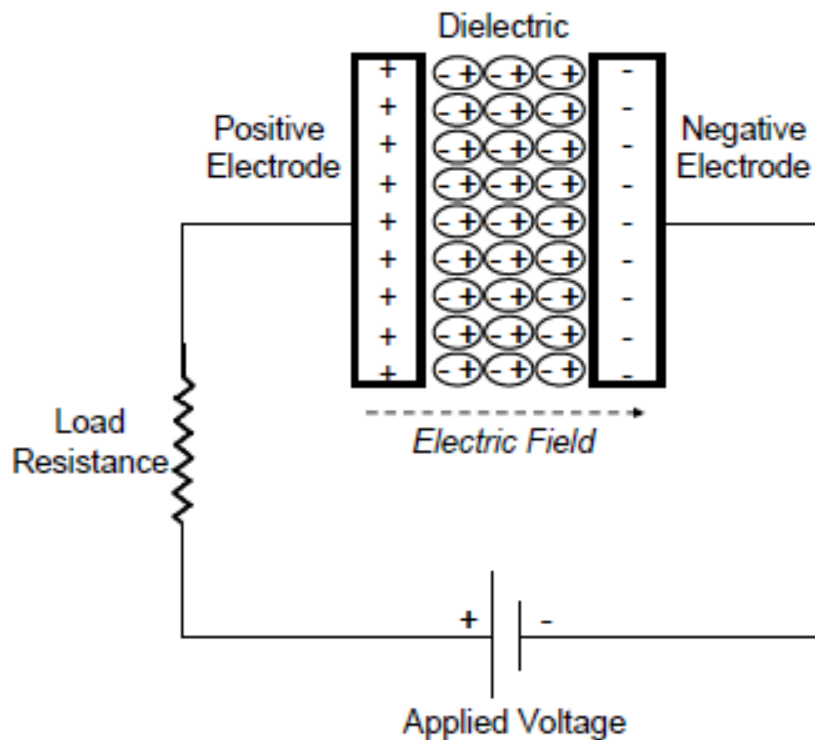 Dielectric
Positive
Electrode
Negative
Electrode
+ - + - + - + -
+ - + - + - + -
+ - + - + - + -
+ - + - + - + -
+ - + - + - + -
+ - + - + - + -
+ - + - + - + -
+ - + - + - + -
+ - + - + - + -
Electric Field
Load
Resistance
+ -
Applied Voltage